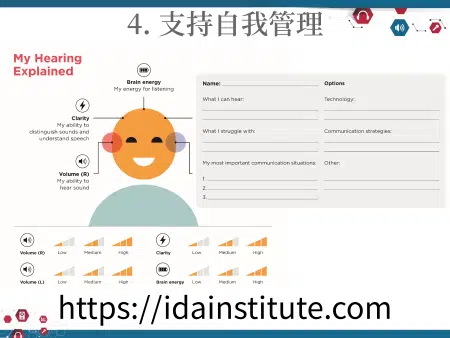 4. 支持自我管理
My Hearing
Explained
Brain energy
My energy for listening
Clarity
My ability to
distinguish sounds and
understand speech
Volume (R)
My ability to
hear sound
Name:
What I can hear:
What I struggle with:
My most important communication situations:
1.
2.
3.
Options
Technology:
Communication strategies:
Other:
Volume (R) Low Medium High
Clarity Low Medium High
Volume (L) Low Medium High
Brain energy Low Medium High
https://idainstitute.com